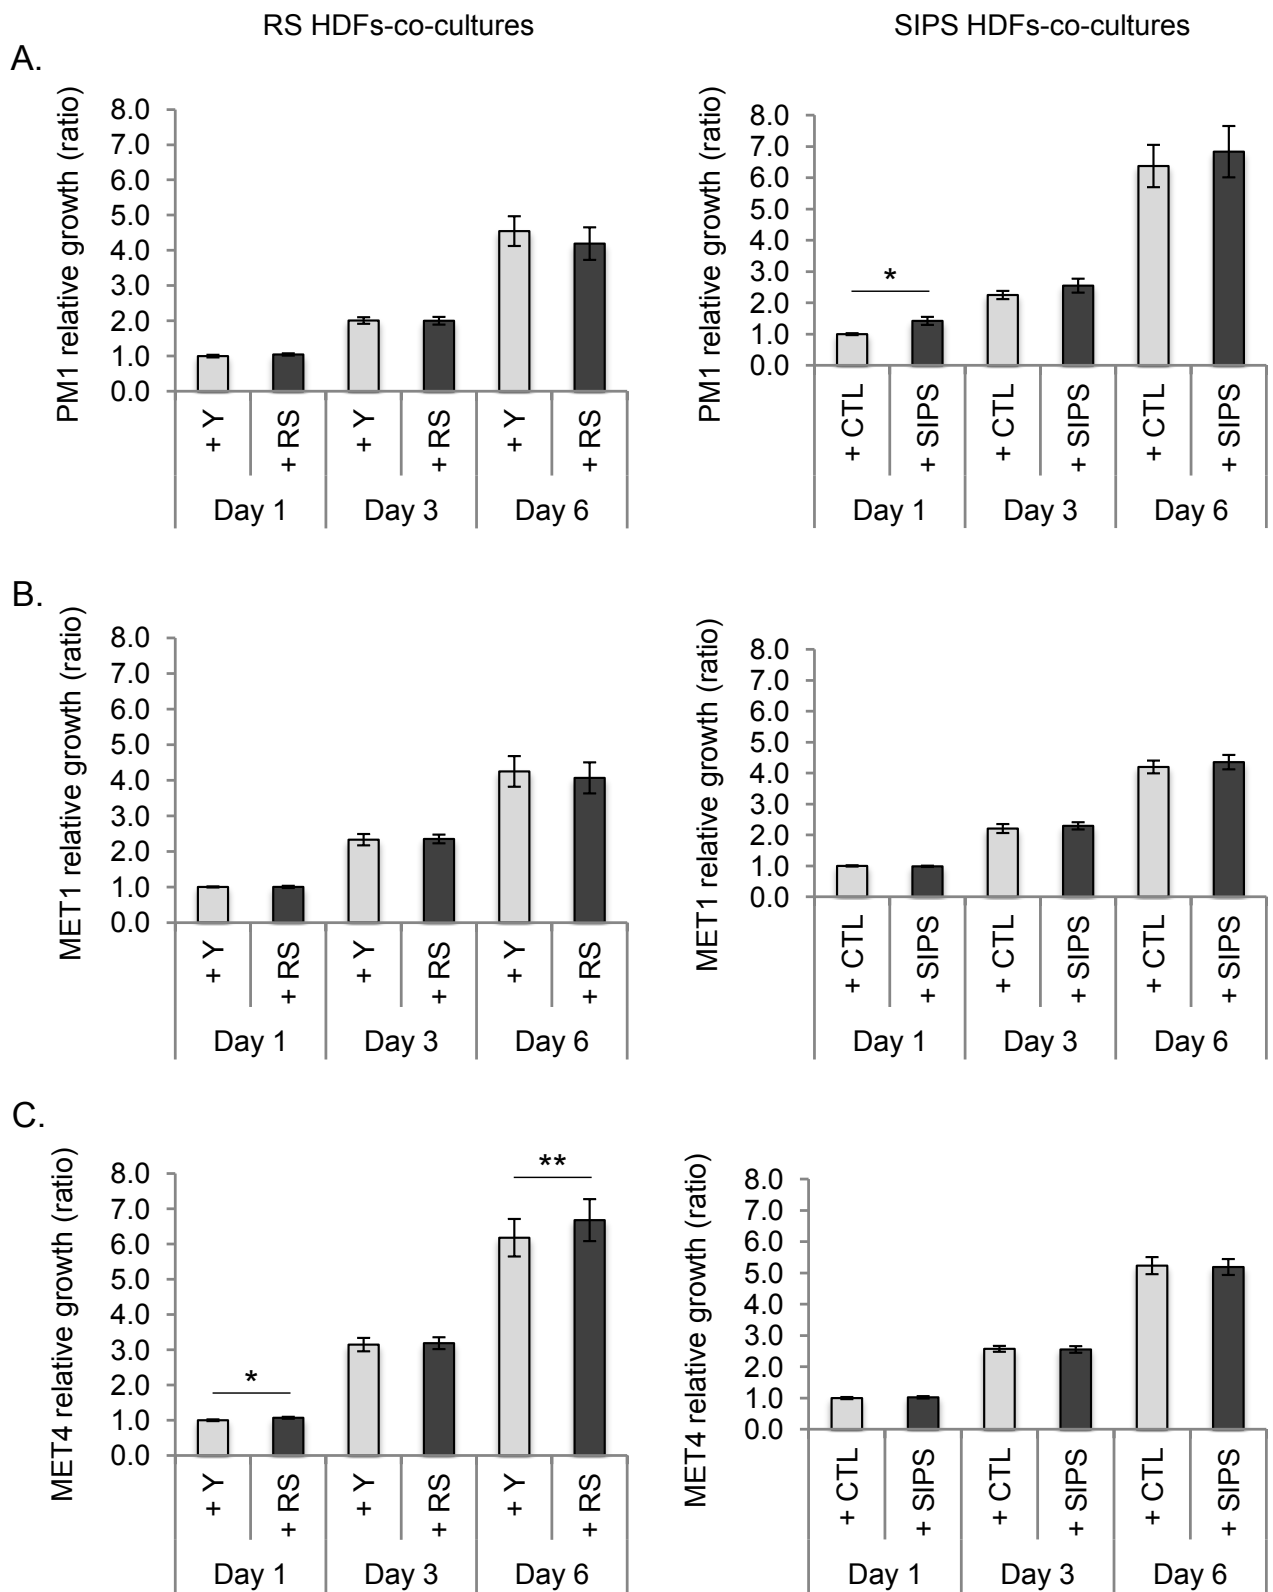 RS HDFs-co-cultures
SIPS HDFs-co-cultures
A.
PM1 relative growth (ratio)
8.0
7.0
6.0
5.0
4.0
3.0
2.0
1.0
0.0
+ Y
+ RS
+ Y
+ RS
+ Y
+ RS
Day 1
Day 3
Day 6
PM1 relative growth (ratio)
8.0
7.0
6.0
5.0
4.0
3.0
2.0
1.0
0.0
*
+ CTL
+ SIPS
+ CTL
+ SIPS
+ CTL
+ SIPS
Day 1
Day 3
Day 6
B.
MET1 relative growth (ratio)
8.0
7.0
6.0
5.0
4.0
3.0
2.0
1.0
0.0
+ Y
+ RS
+ Y
+ RS
+ Y
+ RS
Day 1
Day 3
Day 6
MET1 relative growth (ratio)
8.0
7.0
6.0
5.0
4.0
3.0
2.0
1.0
0.0
+ CTL
+ SIPS
+ CTL
+ SIPS
+ CTL
+ SIPS
Day 1
Day 3
Day 6
C.
MET4 relative growth (ratio)
8.0
7.0
6.0
5.0
4.0
3.0
2.0
1.0
0.0
*
**
+ Y
+ RS
+ Y
+ RS
+ Y
+ RS
Day 1
Day 3
Day 6
MET4 relative growth (ratio)
8.0
7.0
6.0
5.0
4.0
3.0
2.0
1.0
0.0
+ CTL
+ SIPS
+ CTL
+ SIPS
+ CTL
+ SIPS
Day 1
Day 3
Day 6